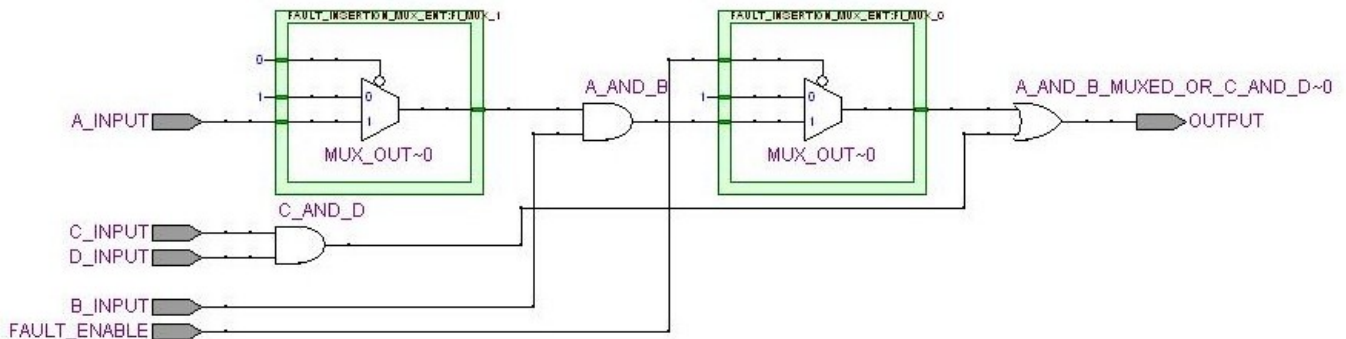 FAULT_INSERTION_MUX_ENT:FI_MUX_1
FAULT_INSERTION_MUX_ENT:FI_MUX_0
0
1
0
1
A_INPUT
MUX_OUT~0
A_AND_B
1
0
1
MUX_OUT~0
A_AND_B_MUXED_OR_C_AND_D~0
OUTPUT
C_AND_D
C_INPUT
D_INPUT
B_INPUT
FAULT_ENABLE